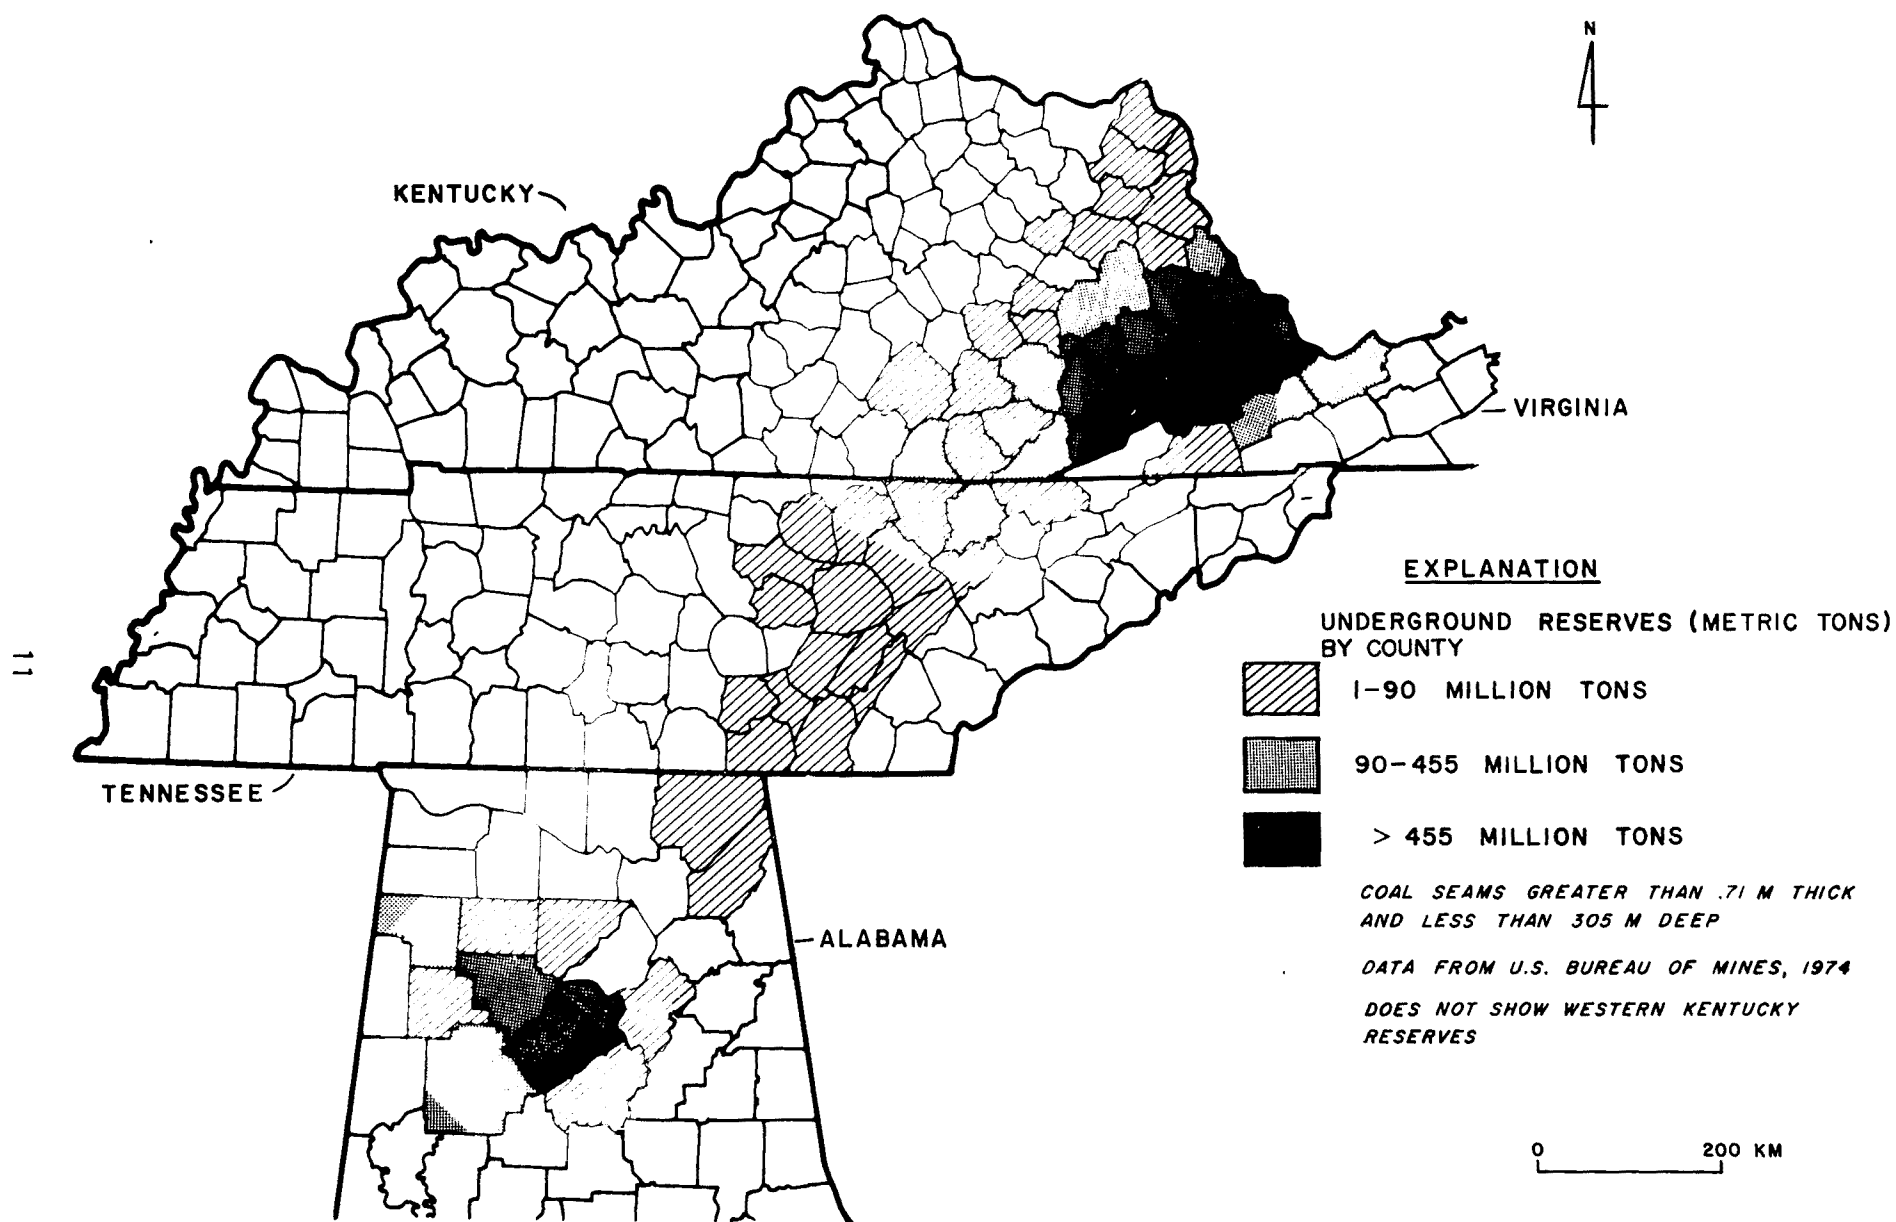 N
KENTUCKY
VIRGINIA
11
TENNESSEE
ALABAMA
EXPLANATION
UNDERGROUND RESERVES (METRIC TONS)
BY COUNTY
1-90 MILLION TONS
90-455 MILLION TONS
> 455 MILLION TONS
COAL SEAMS GREATER THAN .71 M THICK
AND LESS THAN 305 M DEEP
DATA FROM U.S. BUREAU OF MINES, 1974
DOES NOT SHOW WESTERN KENTUCKY
RESERVES
0 200 KM